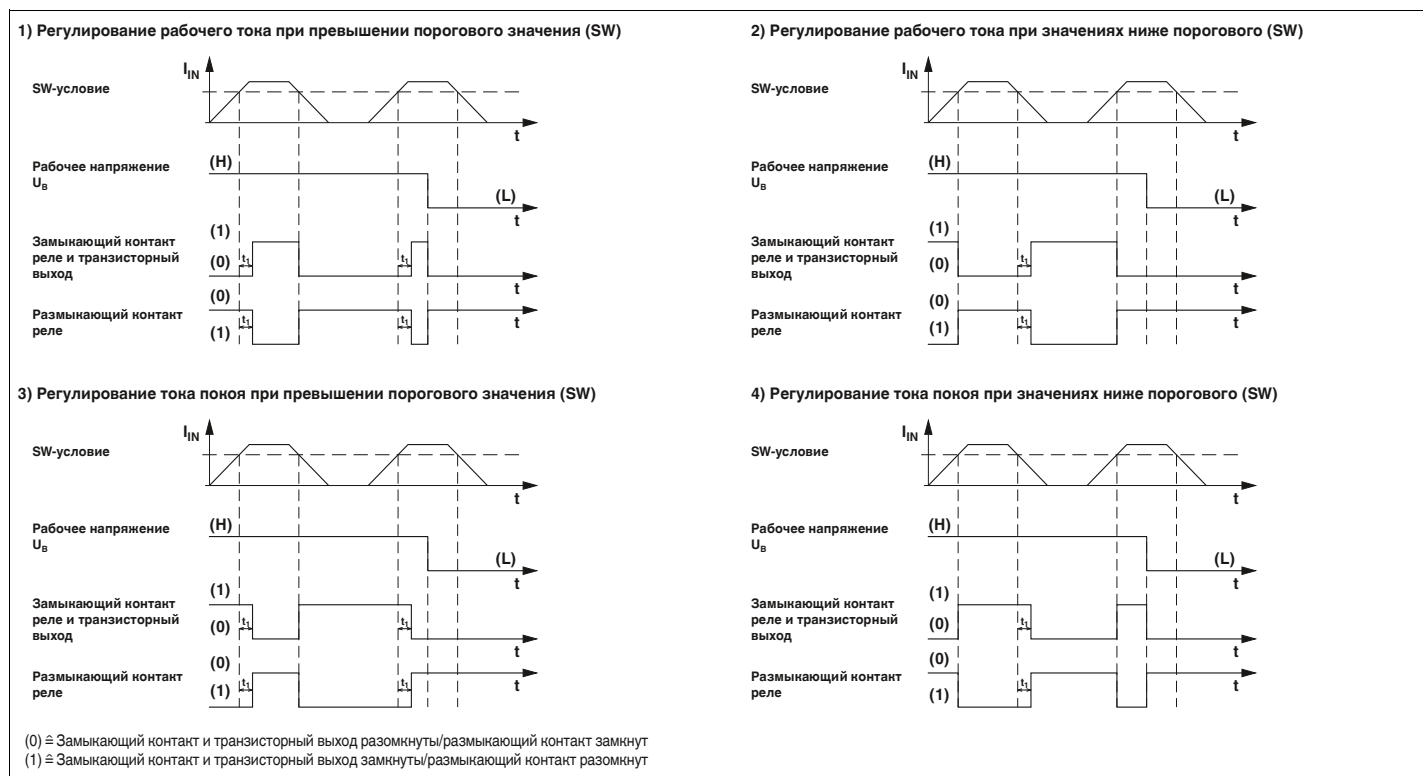 1) Регулирование рабочего тока при превышении порогового значения (SW)
I_IN
SW-условие
t
Рабочее напряжение
U_B
(H)
(L)
t
Замыкающий контакт
реле и транзисторный
выход
(1)
(0)
t₁
t₁
t
Размыкающий контакт
реле
(0)
(1)
t₁
t₁
t
2) Регулирование рабочего тока при значениях ниже порогового (SW)
I_IN
SW-условие
t
Рабочее напряжение
U_B
(H)
(L)
t
Замыкающий контакт
реле и транзисторный
выход
(1)
(0)
t₁
t
Размыкающий контакт
реле
(0)
(1)
t₁
t
3) Регулирование тока покоя при превышении порогового значения (SW)
I_IN
SW-условие
t
Рабочее напряжение
U_B
(H)
(L)
t
Замыкающий контакт
реле и транзисторный
выход
(1)
(0)
t₁
t₁
t
Размыкающий контакт
реле
(0)
(1)
t₁
t₁
t
4) Регулирование тока покоя при значениях ниже порогового (SW)
I_IN
SW-условие
t
Рабочее напряжение
U_B
(H)
(L)
t
Замыкающий контакт
реле и транзисторный
выход
(1)
(0)
t₁
t
Размыкающий контакт
реле
(0)
(1)
t₁
t
(0) ≙ Замыкающий контакт и транзисторный выход разомкнуты/размыкающий контакт замкнут
(1) ≙ Замыкающий контакт и транзисторный выход замкнуты/размыкающий контакт разомкнут